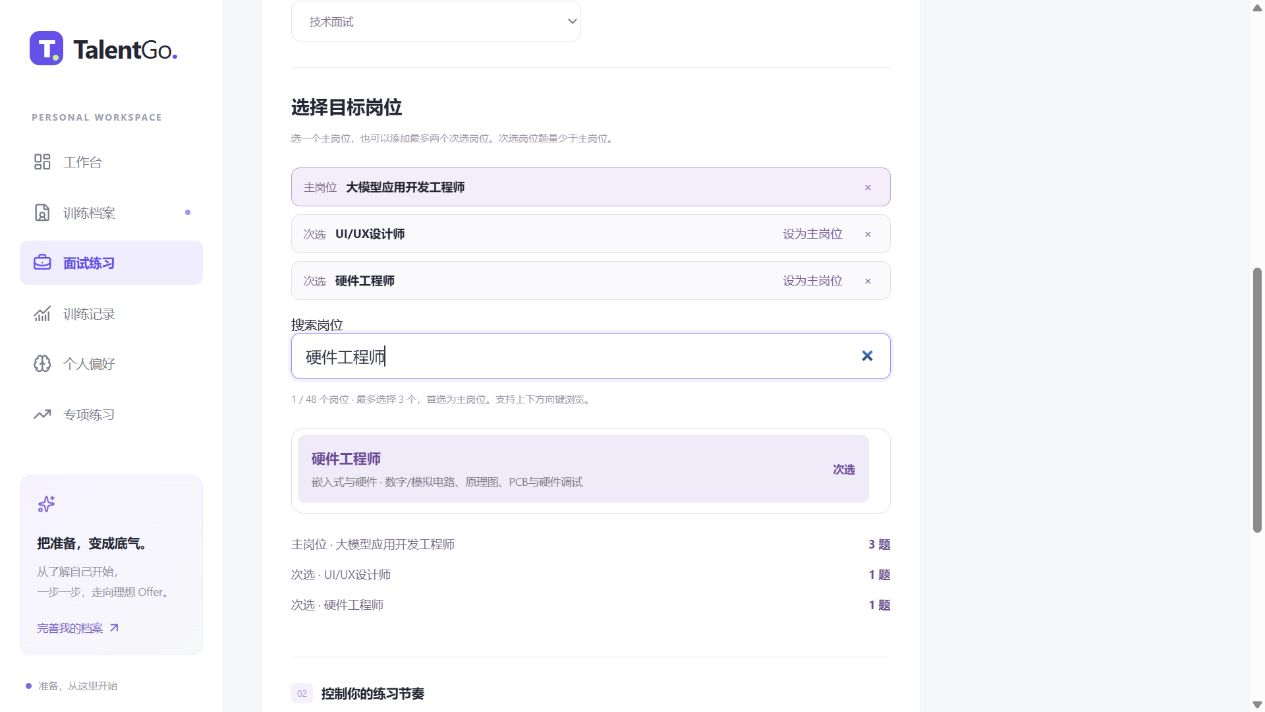 T.
TalentGo.
PERSONAL WORKSPACE
工作台
训练档案
面试练习
训练记录
个人偏好
专项练习
把准备，变成底气。
从了解自己开始，
一步一步，走向理想 Offer。
完善我的档案 ↗
准备，从这里开始
技术面试
选择目标岗位
选一个主岗位，也可以添加最多两个次选岗位。次选岗位题量少于主岗位。
主岗位 大模型应用开发工程师 ×
次选 UI/UX设计师 设为主岗位 ×
次选 硬件工程师 设为主岗位 ×
搜索岗位
硬件工程师
1 / 48 个岗位 · 最多选择 3 个，首选为主岗位。支持上下方向键浏览。
硬件工程师
嵌入式与硬件 · 数字/模拟电路、原理图、PCB与硬件调试
次选
主岗位 · 大模型应用开发工程师 3 题
次选 · UI/UX设计师 1 题
次选 · 硬件工程师 1 题
02 控制你的练习节奏